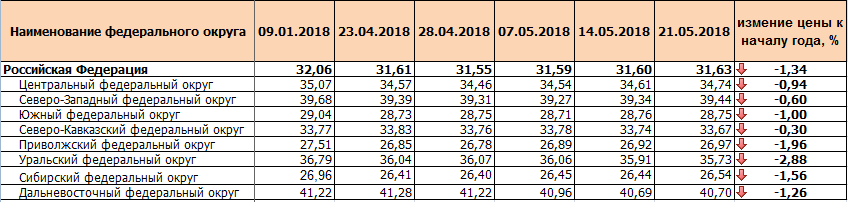 Наименование федерального округа 09.01.2018 23.04.2018 28.04.2018 07.05.2018 14.05.2018 21.05.2018 измение цены к
началу года, %
Российская Федерация 32,06 31,61 31,55 31,59 31,60 31,63 -1,34
Центральный федеральный округ 35,07 34,57 34,46 34,54 34,61 34,74 -0,94
Северо-Западный федеральный округ 39,68 39,39 39,31 39,27 39,34 39,44 -0,60
Южный федеральный округ 29,04 28,73 28,75 28,71 28,76 28,75 -1,00
Северо-Кавказский федеральный округ 33,77 33,83 33,76 33,78 33,74 33,67 -0,30
Приволжский федеральный округ 27,51 26,85 26,78 26,89 26,92 26,97 -1,96
Уральский федеральный округ 36,79 36,04 36,07 36,06 35,91 35,73 -2,88
Сибирский федеральный округ 26,96 26,41 26,40 26,45 26,44 26,54 -1,56
Дальневосточный федеральный округ 41,22 41,28 41,22 40,96 40,69 40,70 -1,26